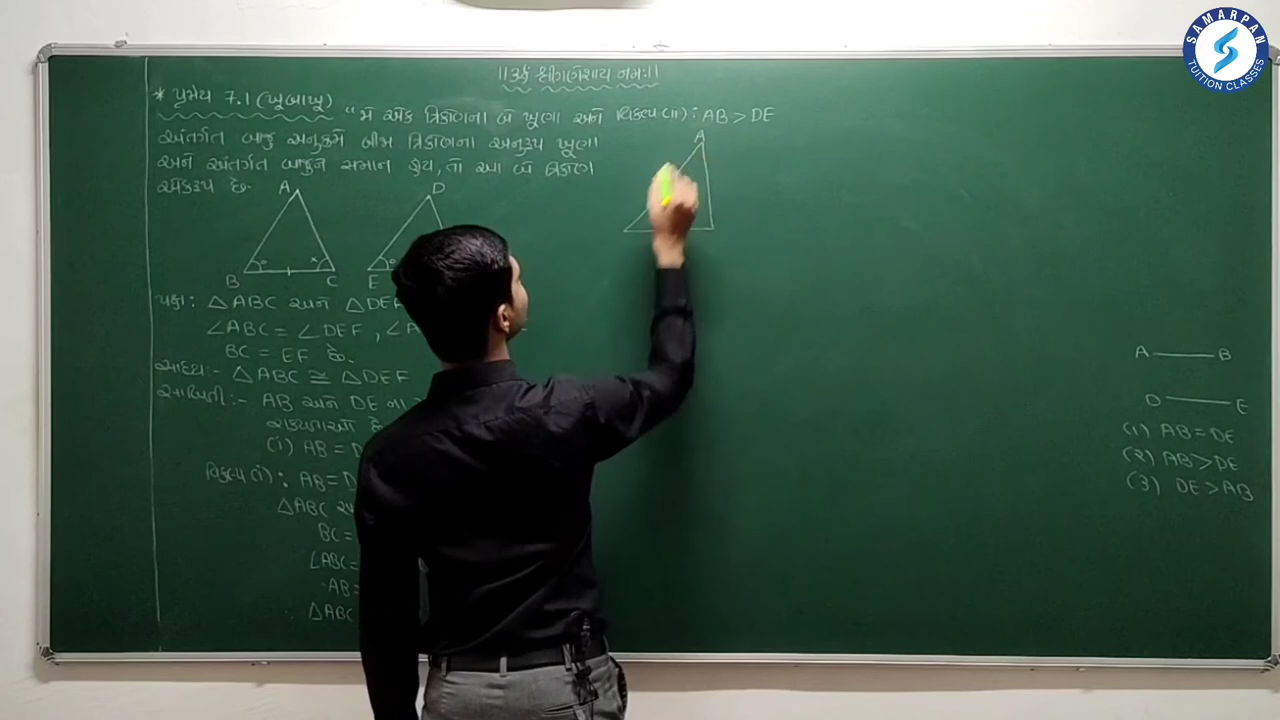 SAMARPAN
TUITION CLASSES
॥ૐ શ્રીગણેશાય નમઃ॥
* પ્રમેય 7.1 (ખૂબાખૂ)
"જો એક ત્રિકોણના બે ખૂણા અને
અંતર્ગત બાજુ અનુક્રમે બીજા ત્રિકોણના અનુરૂપ ખૂણા
અને અંતર્ગત બાજુને સમાન હોય, તો આ બે ત્રિકોણ
એકરૂપ છે.
A
D
B
C
E
પક્ષ : △ABC અને △DEF
∠ABC = ∠DEF , ∠A
BC = EF છે.
સાધ્ય :- △ABC ≅ △DEF
સાબિતી :- AB અને DE ના
શક્યતાઓ છે
(i) AB = D
વિકલ્પ (i) : AB = D
△ABC અ
BC =
∠ABC =
AB =
∴ △ABC
વિકલ્પ (ii) : AB > DE
A
A B
D E
(1) AB = DE
(2) AB > DE
(3) DE > AB